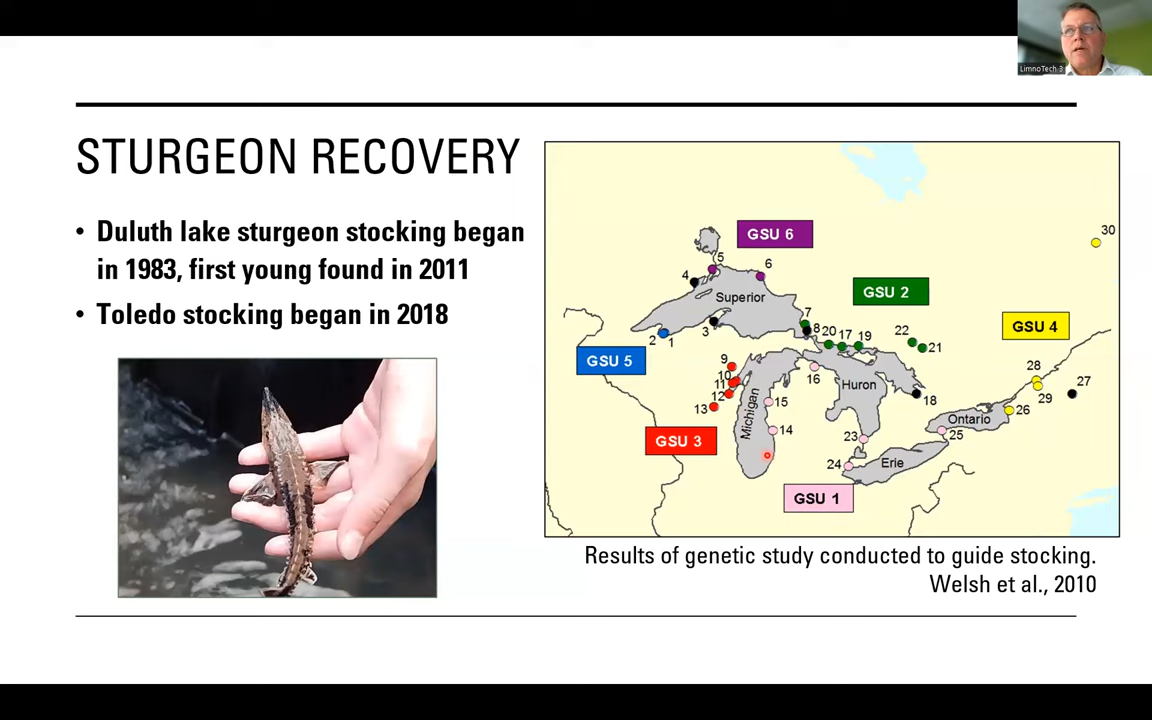 LimnoTech 3
STURGEON RECOVERY
• Duluth lake sturgeon stocking began
in 1983, first young found in 2011
• Toledo stocking began in 2018
GSU 6
GSU 2
GSU 4
GSU 5
GSU 3
GSU 1
Superior
Michigan
Huron
Ontario
Erie
1
2
3
4
5
6
7
8
9
10
11
12
13
14
15
16
17
18
19
20
21
22
23
24
25
26
27
28
29
30
Results of genetic study conducted to guide stocking.
Welsh et al., 2010